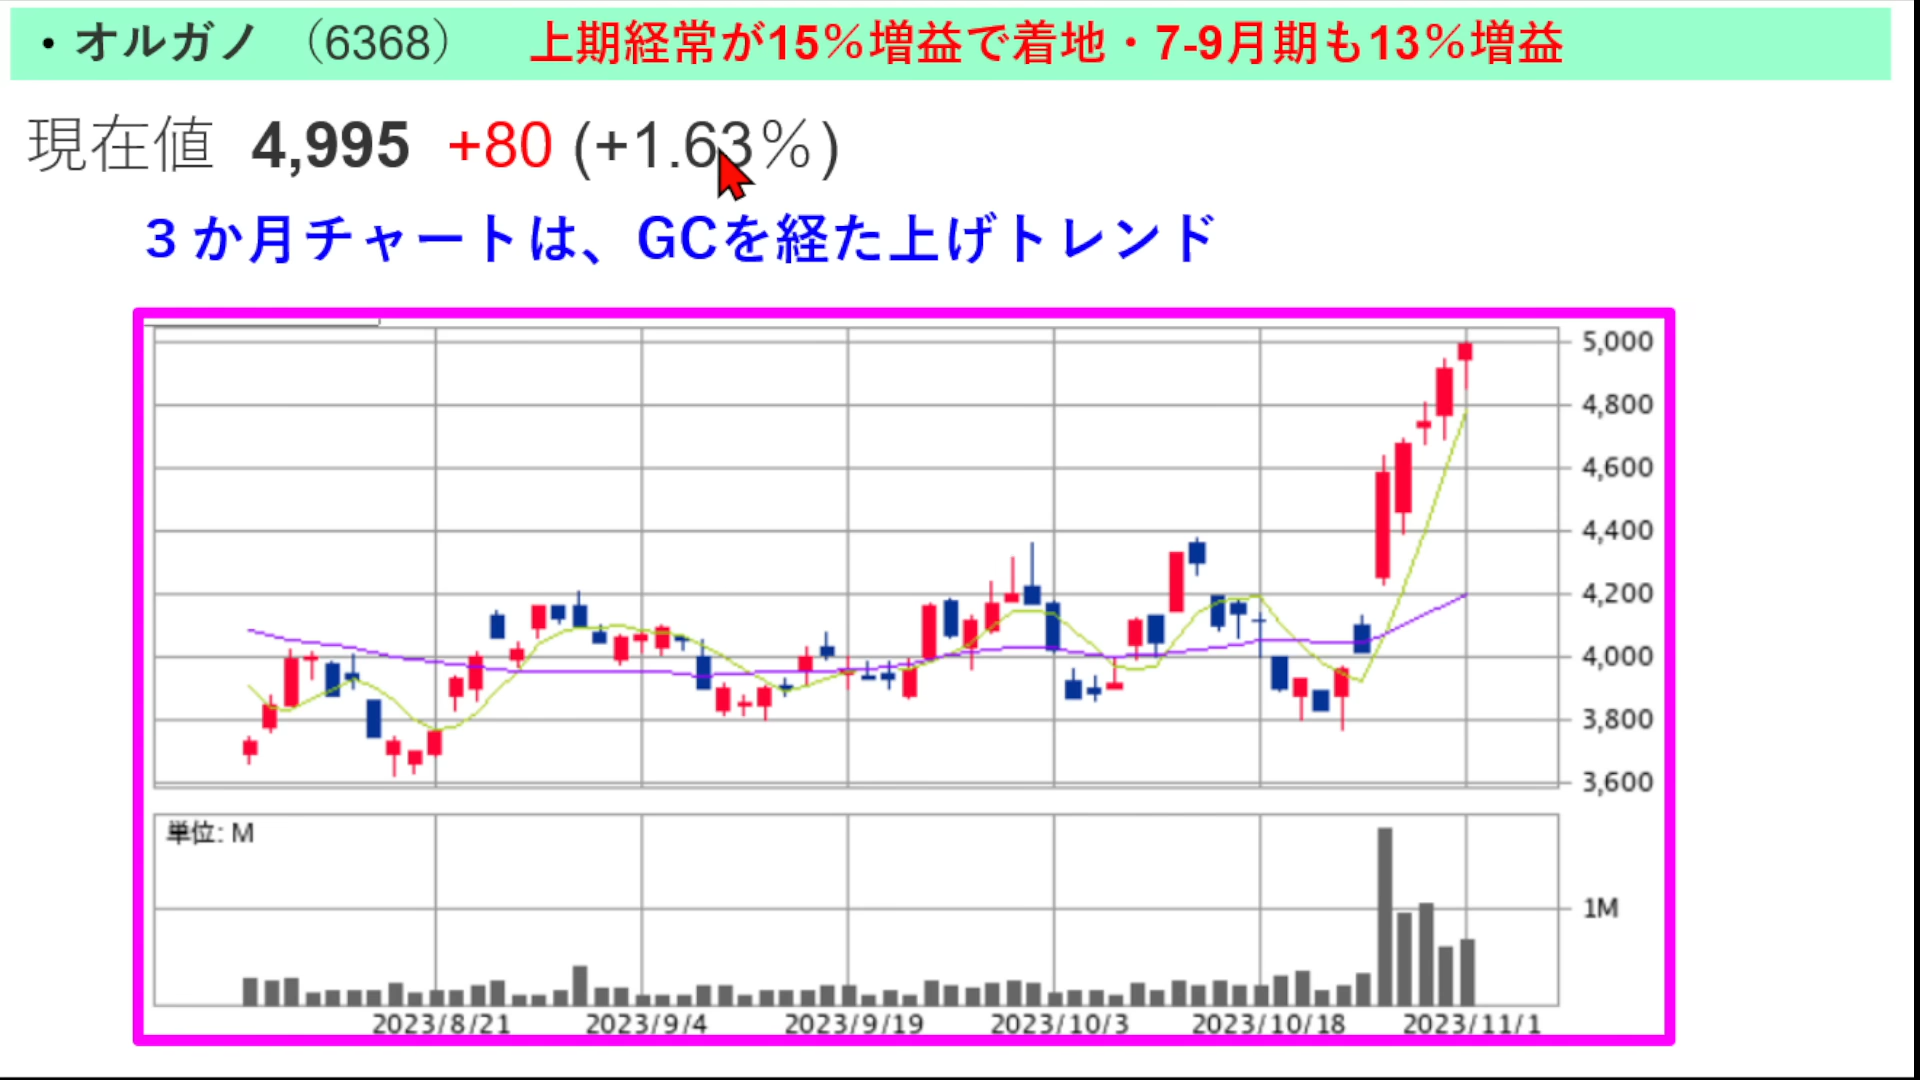 ・オルガノ （6368） 上期経常が15％増益で着地・7-9月期も13％増益
現在値 4,995 +80 (+1.63％)
３か月チャートは、GCを経た上げトレンド
5,000
4,800
4,600
4,400
4,200
4,000
3,800
3,600
単位: M
1M
2023/8/21 2023/9/4 2023/9/19 2023/10/3 2023/10/18 2023/11/1